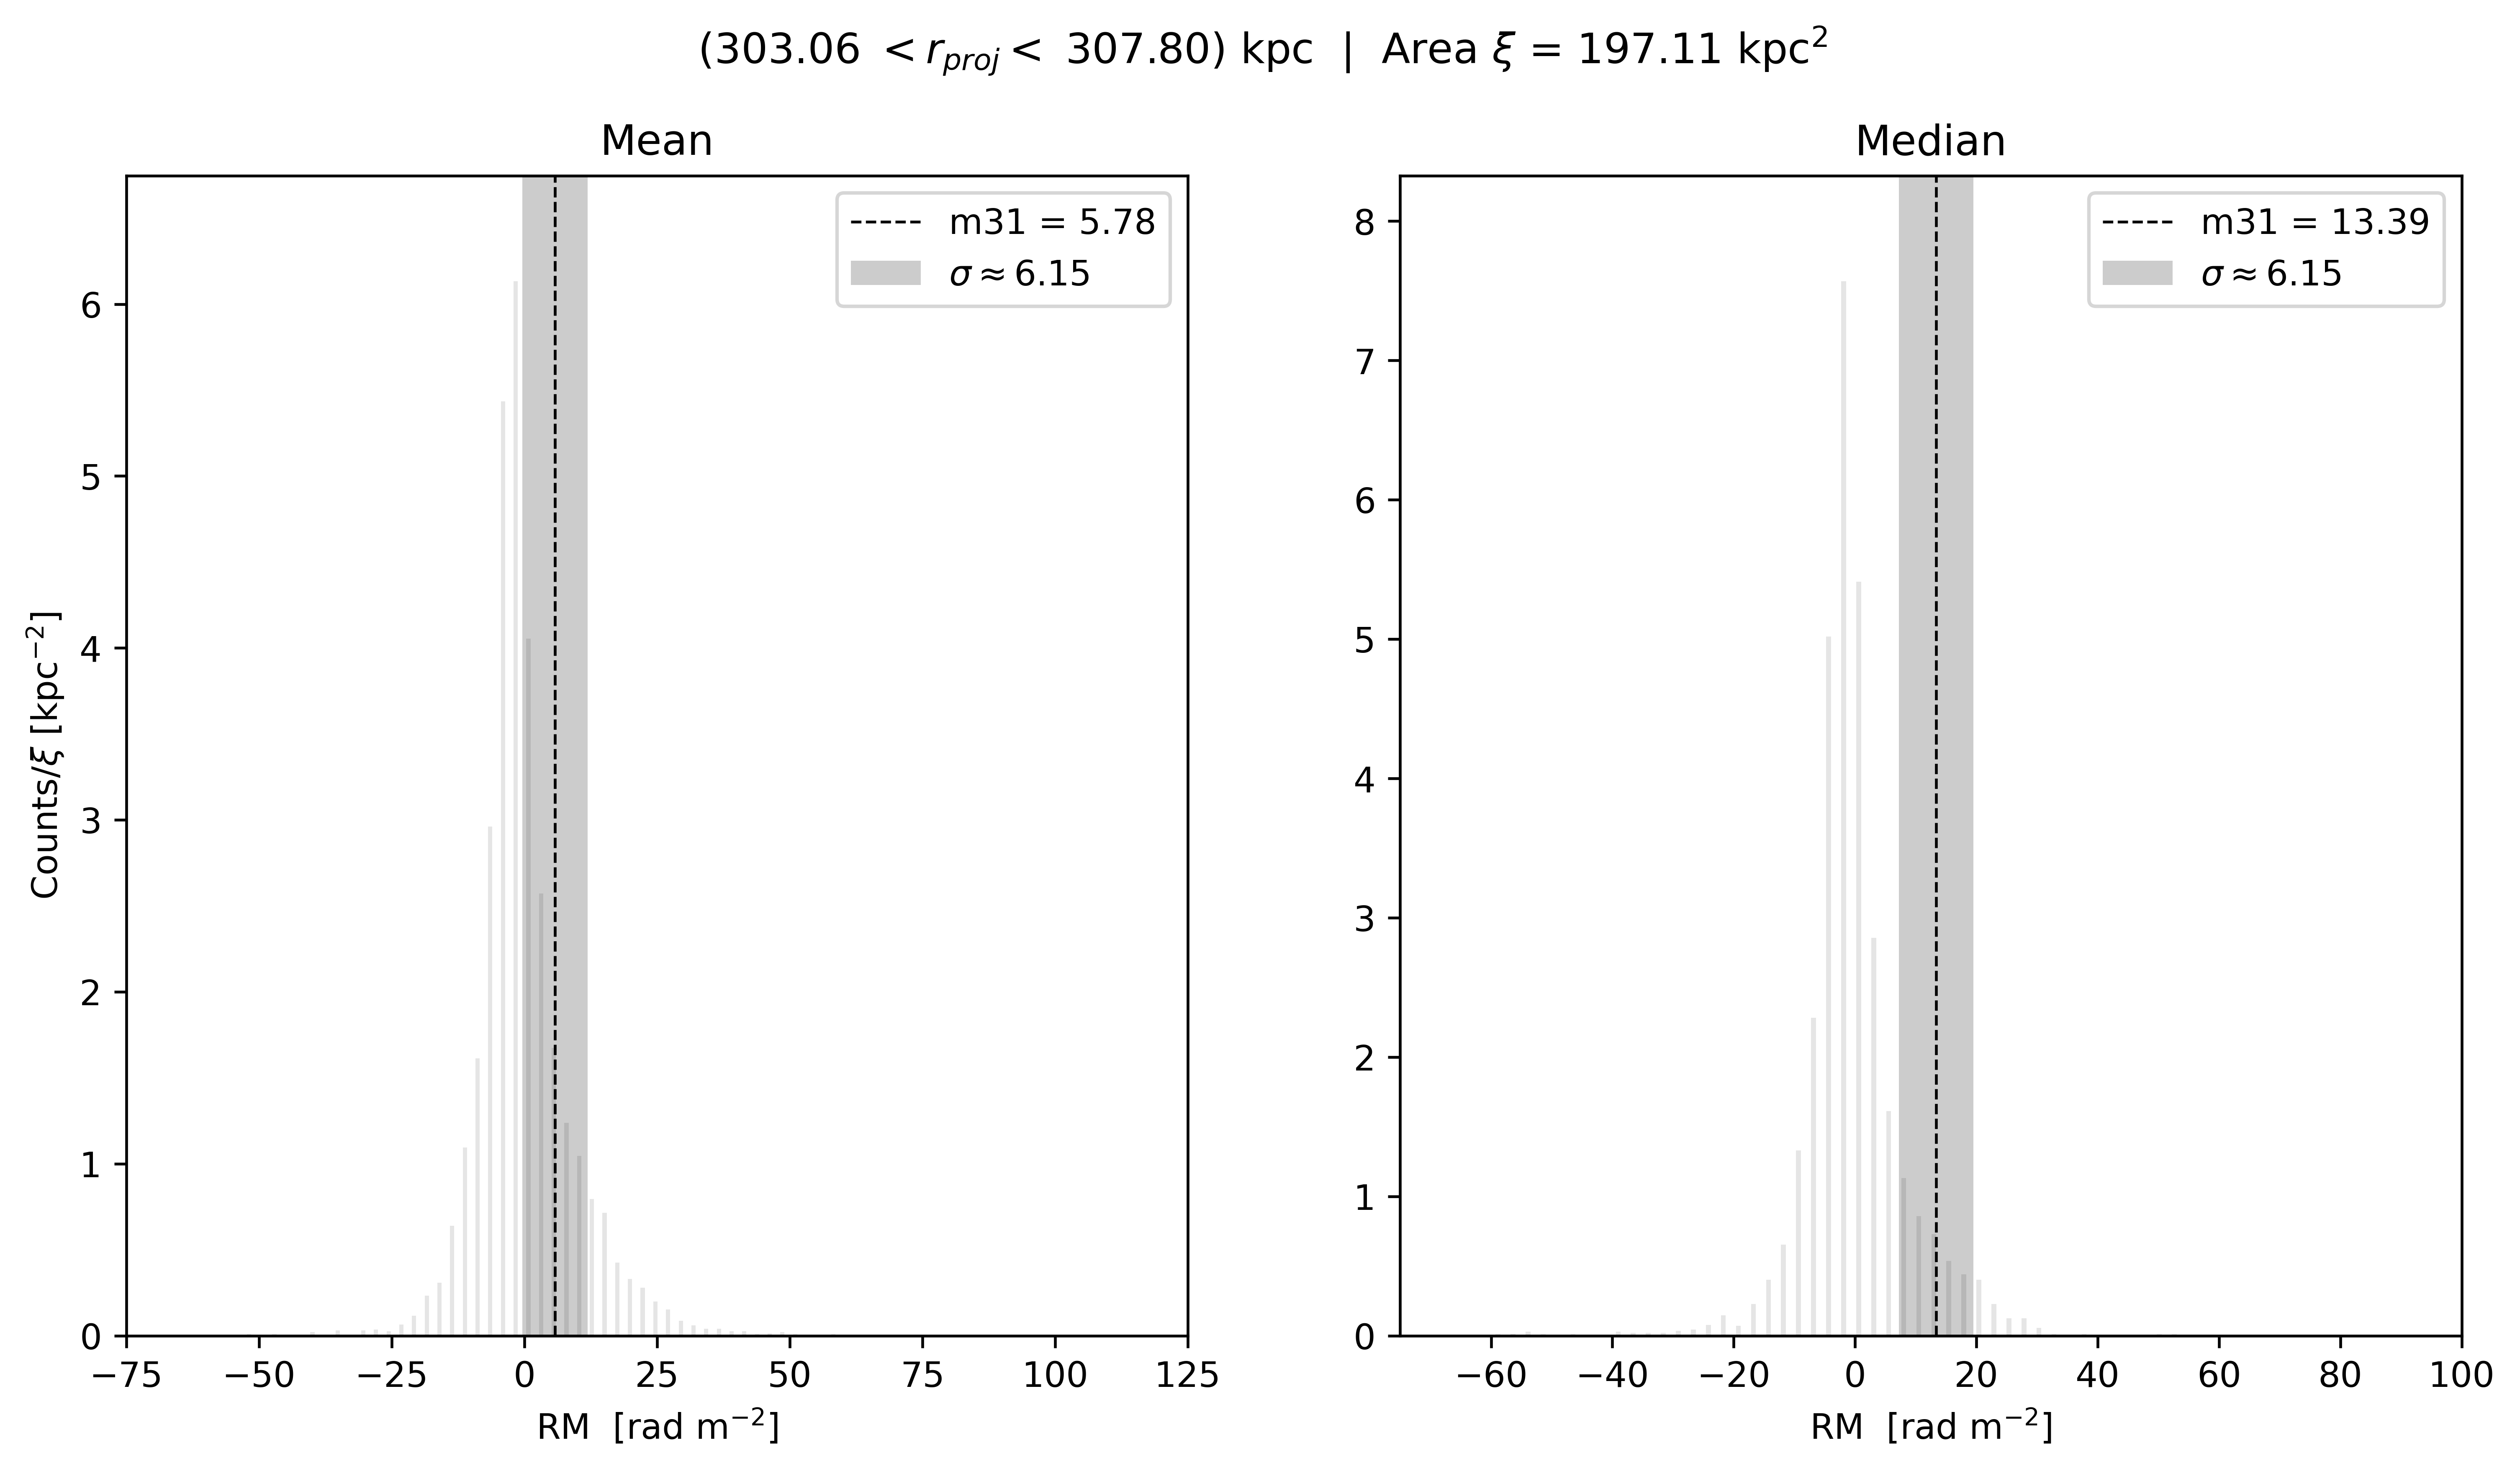 (303.06 < r_proj < 307.80) kpc | Area ξ = 197.11 kpc²
Mean
m31 = 5.78
σ ≈ 6.15
6
5
4
3
2
1
0
Counts/ξ [kpc⁻²]
−75 −50 −25 0 25 50 75 100 125
RM [rad m⁻²]
Median
m31 = 13.39
σ ≈ 6.15
8
7
6
5
4
3
2
1
0
−60 −40 −20 0 20 40 60 80 100
RM [rad m⁻²]